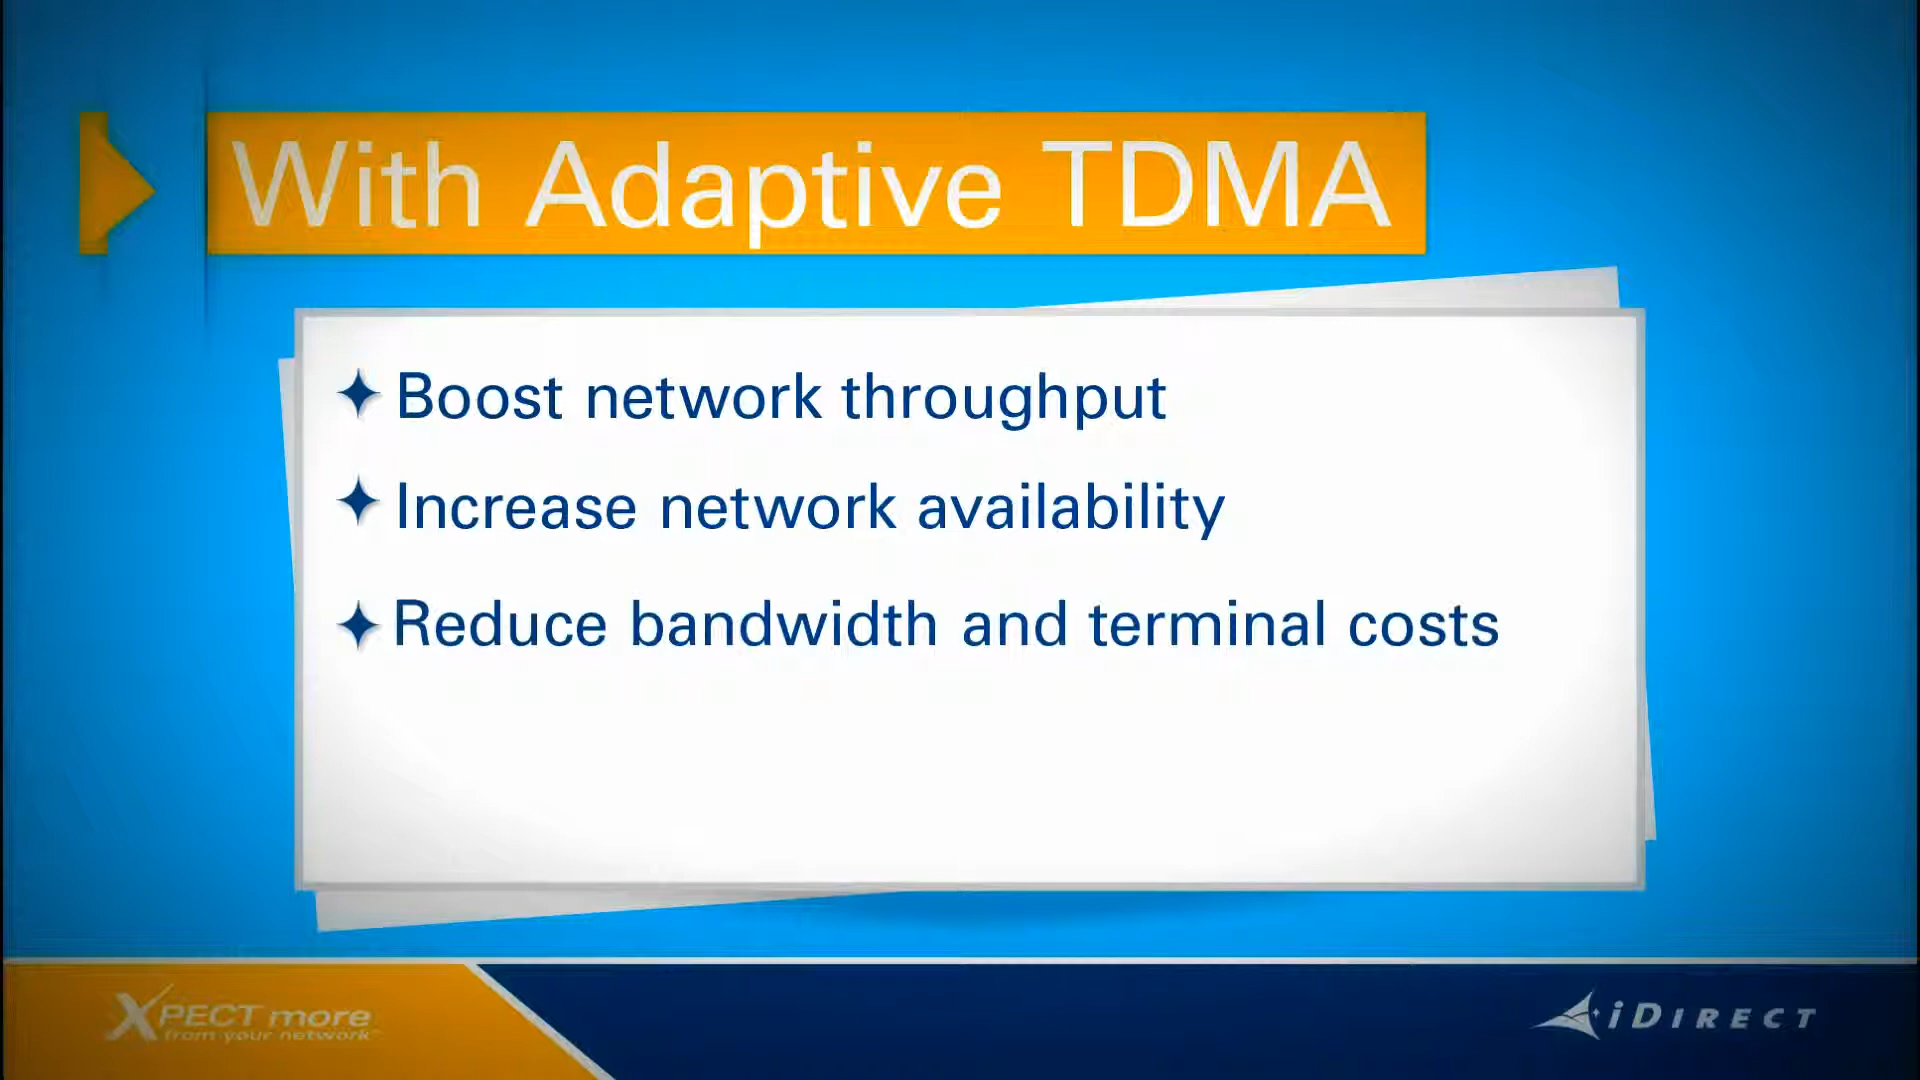 With Adaptive TDMA
Boost network throughput
Increase network availability
Reduce bandwidth and terminal costs
XPECT more
from your network
iDIRECT